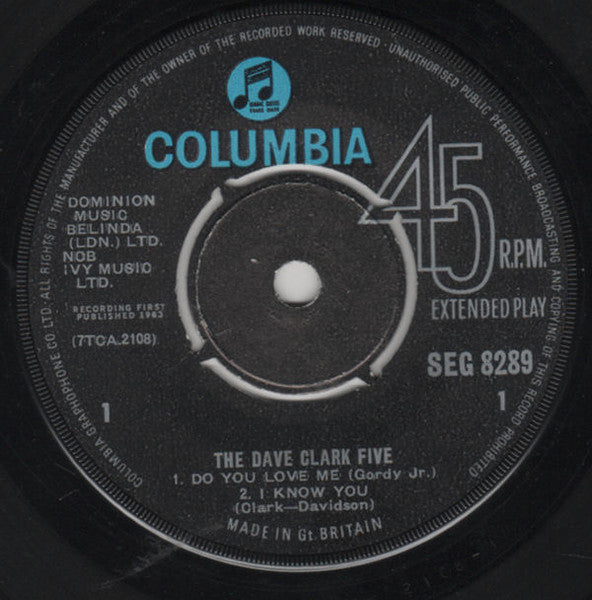 COLUMBIA GRAPHOPHONE CO LTD. ALL RIGHTS OF THE MANUFACTURER AND OF THE OWNER OF THE RECORDED WORK RESERVED - UNAUTHORISED PUBLIC PERFORMANCE BROADCASTING AND COPYING OF THIS RECORD PROHIBITED
COLUMBIA
45
R.P.M.
EXTENDED PLAY
DOMINION
MUSIC
BELINDA
(LDN.) LTD.
NOB
IVY MUSIC
LTD.
RECORDING FIRST
PUBLISHED 1963
(7TCA.2108)
SEG 8289
1
1
THE DAVE CLARK FIVE
1. DO YOU LOVE ME (Gordy Jr.)
2. I KNOW YOU
(Clark—Davidson)
MADE IN Gt. BRITAIN